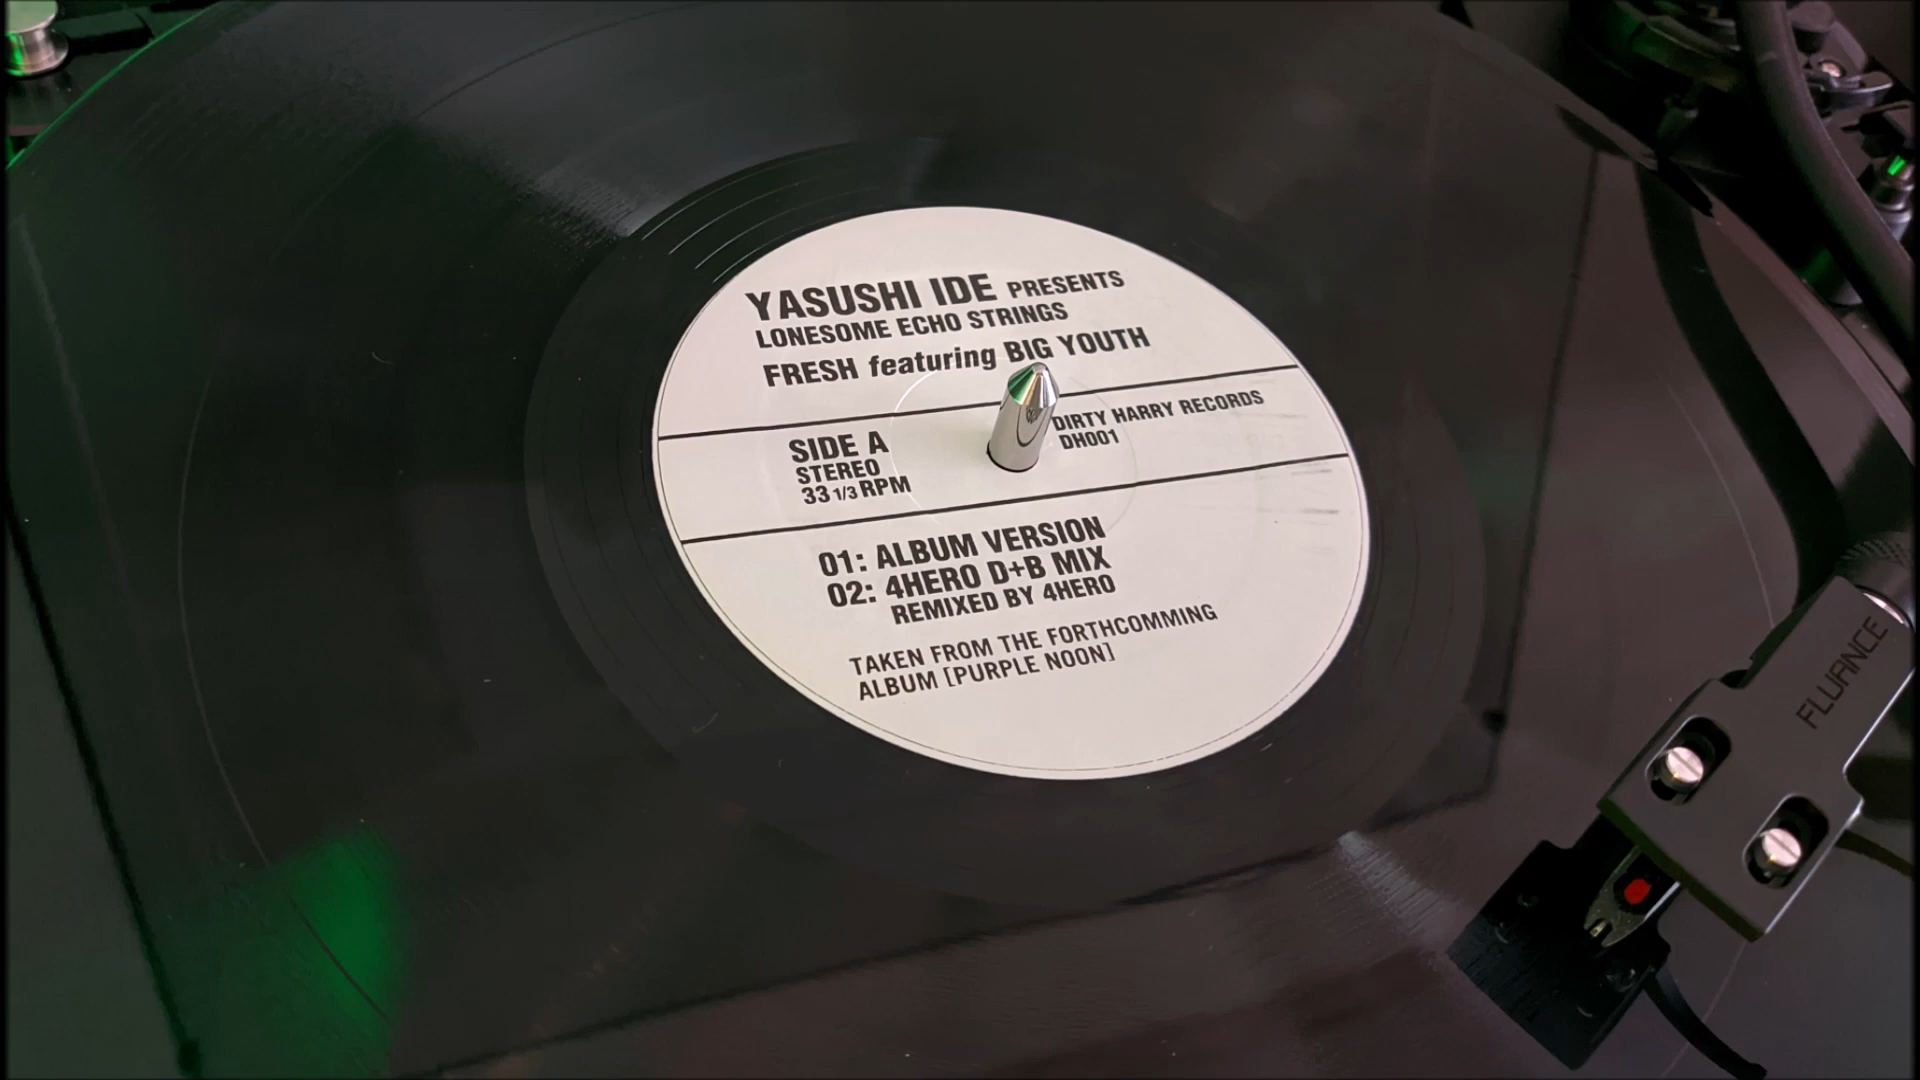 YASUSHI IDE PRESENTS
LONESOME ECHO STRINGS
FRESH featuring BIG YOUTH
SIDE A
STEREO
33 1/3 RPM
DIRTY HARRY RECORDS
DH001
01: ALBUM VERSION
02: 4HERO D+B MIX
REMIXED BY 4HERO
TAKEN FROM THE FORTHCOMMING
ALBUM [PURPLE NOON]
FLUANCE